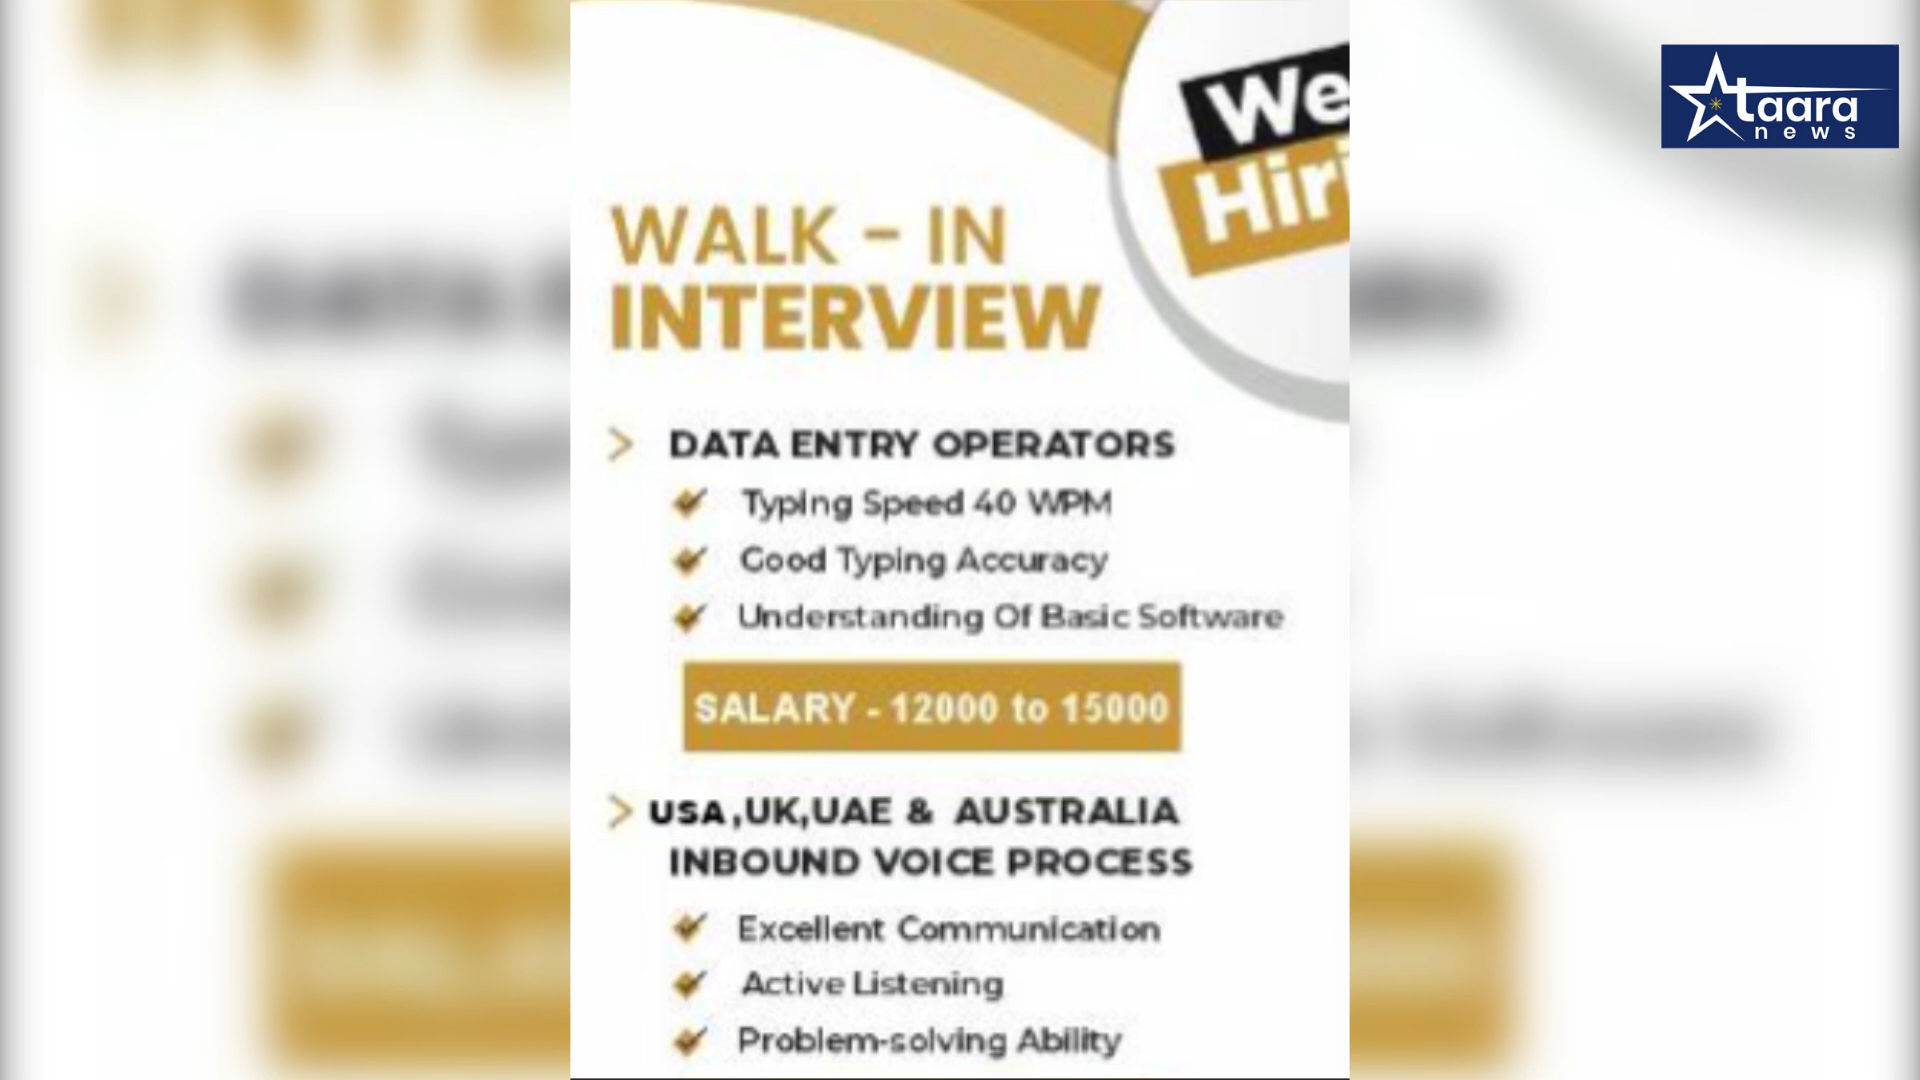 taara
news
We
Hiri
WALK – IN
INTERVIEW
DATA ENTRY OPERATORS
Typing Speed 40 WPM
Good Typing Accuracy
Understanding Of Basic Software
SALARY - 12000 to 15000
USA,UK,UAE & AUSTRALIA
INBOUND VOICE PROCESS
Excellent Communication
Active Listening
Problem-solving Ability